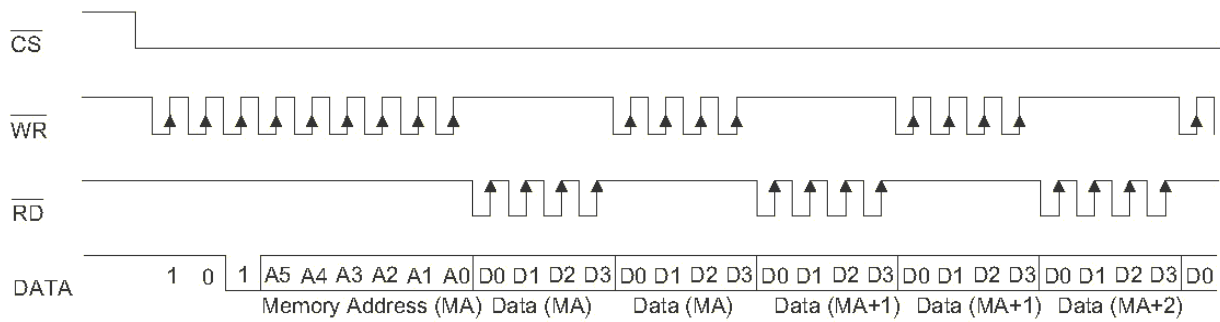 CS
WR
RD
DATA 1 0 1 A5 A4 A3 A2 A1 A0 D0 D1 D2 D3 D0 D1 D2 D3 D0 D1 D2 D3 D0 D1 D2 D3 D0 D1 D2 D3 D0
Memory Address (MA) Data (MA) Data (MA) Data (MA+1) Data (MA+1) Data (MA+2)